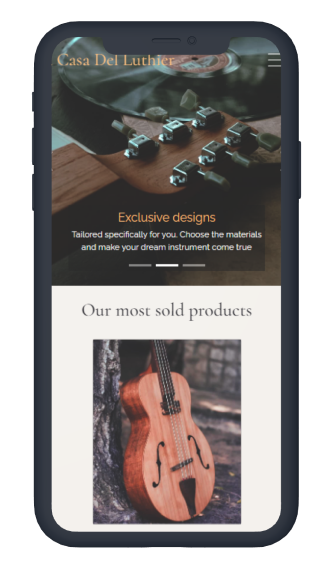 Casa Del Luthier
Exclusive designs
Tailored specifically for you. Choose the materials
and make your dream instrument come true
Our most sold products